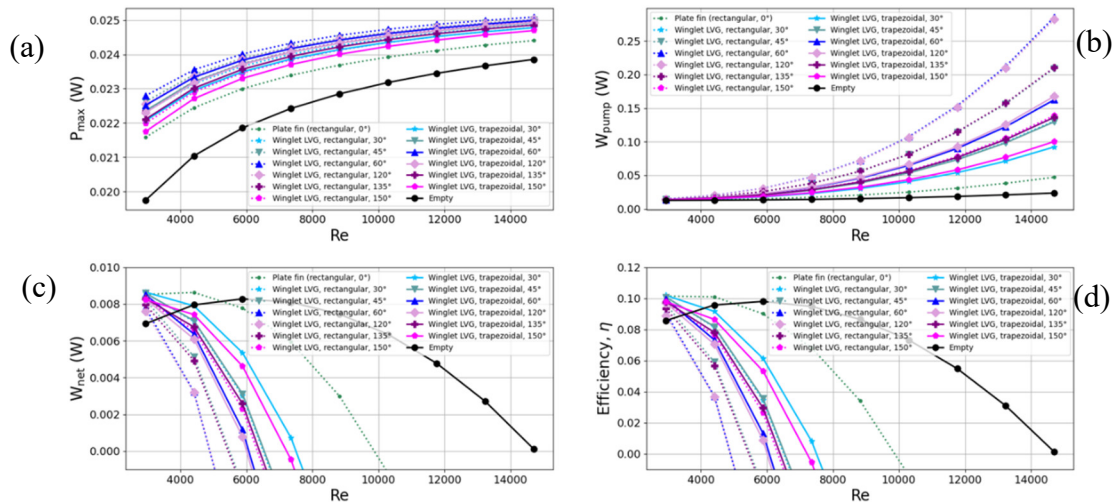 (a)
P_max (W)
0.025
0.024
0.023
0.022
0.021
0.020
Plate fin (rectangular, 0°)
Winglet LVG, rectangular, 30°
Winglet LVG, rectangular, 45°
Winglet LVG, rectangular, 60°
Winglet LVG, rectangular, 120°
Winglet LVG, rectangular, 135°
Winglet LVG, rectangular, 150°
Winglet LVG, trapezoidal, 30°
Winglet LVG, trapezoidal, 45°
Winglet LVG, trapezoidal, 60°
Winglet LVG, trapezoidal, 120°
Winglet LVG, trapezoidal, 135°
Winglet LVG, trapezoidal, 150°
Empty
4000 6000 8000 10000 12000 14000
Re
(b)
W_pump (W)
0.30
0.25
0.20
0.15
0.10
0.05
0.00
Plate fin (rectangular, 0°)
Winglet LVG, rectangular, 30°
Winglet LVG, rectangular, 45°
Winglet LVG, rectangular, 60°
Winglet LVG, rectangular, 120°
Winglet LVG, rectangular, 135°
Winglet LVG, rectangular, 150°
Winglet LVG, trapezoidal, 30°
Winglet LVG, trapezoidal, 45°
Winglet LVG, trapezoidal, 60°
Winglet LVG, trapezoidal, 120°
Winglet LVG, trapezoidal, 135°
Winglet LVG, trapezoidal, 150°
Empty
4000 6000 8000 10000 12000 14000
Re
(c)
W_net (W)
0.010
0.008
0.006
0.004
0.002
0.000
Plate fin (rectangular, 0°)
Winglet LVG, rectangular, 30°
Winglet LVG, rectangular, 45°
Winglet LVG, rectangular, 60°
Winglet LVG, rectangular, 120°
Winglet LVG, rectangular, 135°
Winglet LVG, rectangular, 150°
Winglet LVG, trapezoidal, 30°
Winglet LVG, trapezoidal, 45°
Winglet LVG, trapezoidal, 60°
Winglet LVG, trapezoidal, 120°
Winglet LVG, trapezoidal, 135°
Winglet LVG, trapezoidal, 150°
Empty
4000 6000 8000 10000 12000 14000
Re
(d)
Efficiency, η
0.12
0.10
0.08
0.06
0.04
0.02
0.00
Plate fin (rectangular, 0°)
Winglet LVG, rectangular, 30°
Winglet LVG, rectangular, 45°
Winglet LVG, rectangular, 60°
Winglet LVG, rectangular, 120°
Winglet LVG, rectangular, 135°
Winglet LVG, rectangular, 150°
Winglet LVG, trapezoidal, 30°
Winglet LVG, trapezoidal, 45°
Winglet LVG, trapezoidal, 60°
Winglet LVG, trapezoidal, 120°
Winglet LVG, trapezoidal, 135°
Winglet LVG, trapezoidal, 150°
Empty
4000 6000 8000 10000 12000 14000
Re